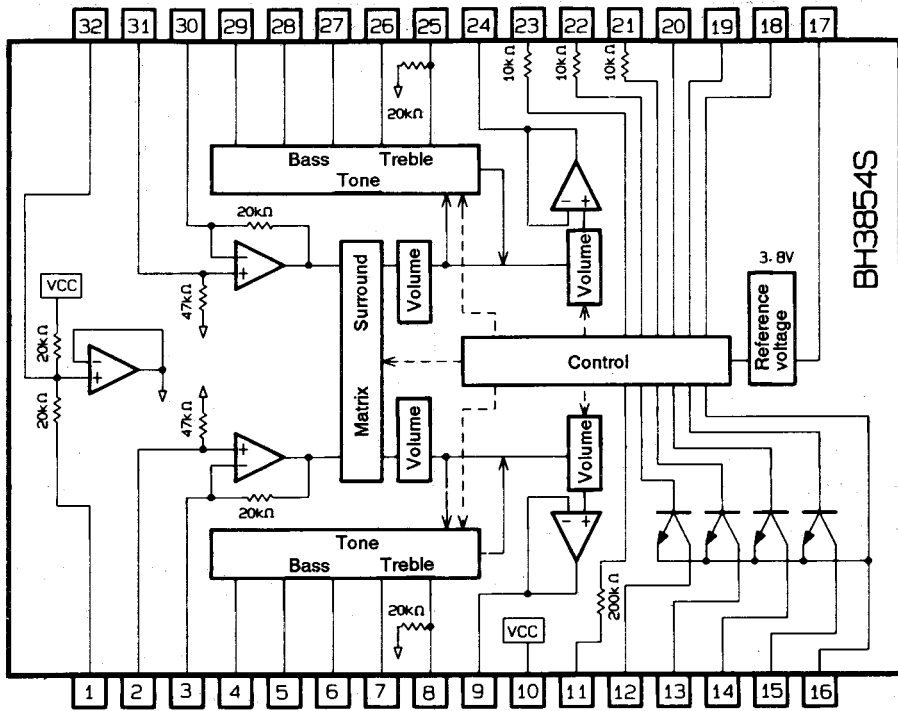 32 31 30 29 28 27 26 25 24 23 22 21 20 19 18 17
10kΩ 10kΩ 10kΩ
20kΩ
Bass Treble
Tone
BH3854S
20kΩ
3.8V
VCC
47kΩ
Surround
Volume
Volume
Reference
voltage
20kΩ
Control
20kΩ
47kΩ
Matrix
Volume
Volume
20kΩ
Tone
Bass Treble
20kΩ
VCC
200kΩ
1 2 3 4 5 6 7 8 9 10 11 12 13 14 15 16